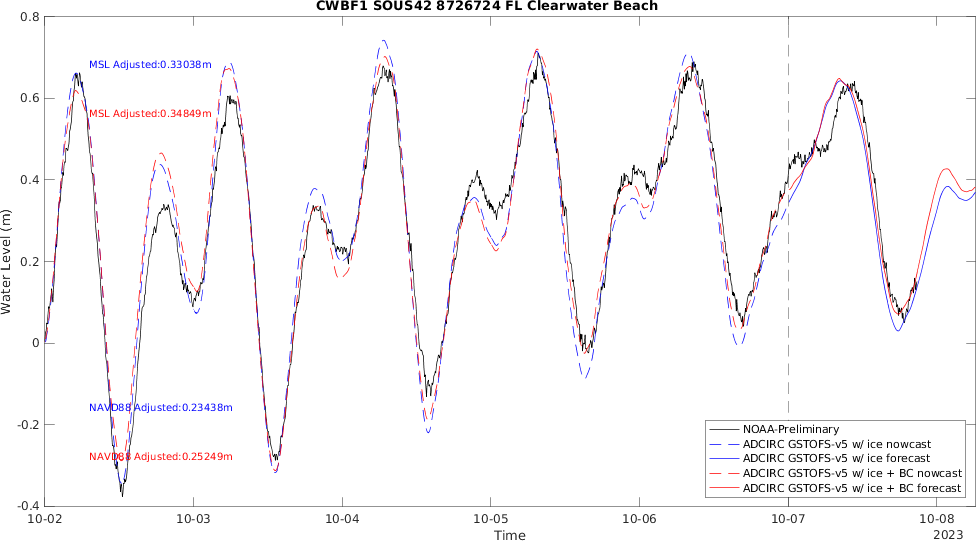 CWBF1 SOUS42 8726724 FL Clearwater Beach
0.8
0.6
0.4
0.2
0
-0.2
-0.4
Water Level (m)
MSL Adjusted:0.33038m
MSL Adjusted:0.34849m
NAVD88 Adjusted:0.23438m
NAVD88 Adjusted:0.25249m
NOAA-Preliminary
ADCIRC GSTOFS-v5 w/ ice nowcast
ADCIRC GSTOFS-v5 w/ ice forecast
ADCIRC GSTOFS-v5 w/ ice + BC nowcast
ADCIRC GSTOFS-v5 w/ ice + BC forecast
10-02 10-03 10-04 10-05 10-06 10-07 10-08
Time
2023